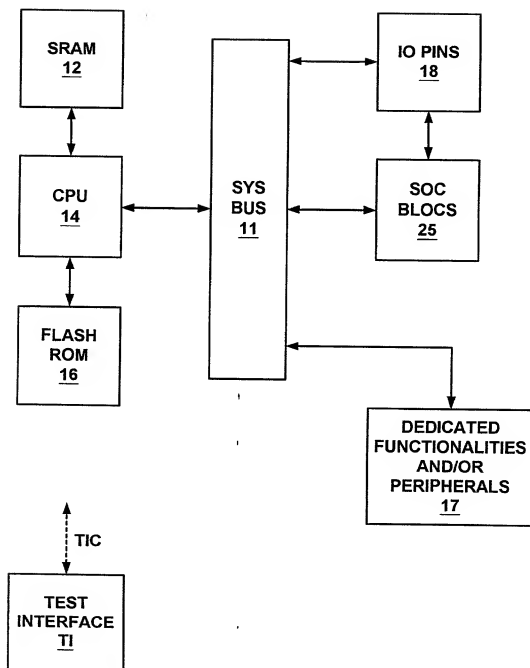 SRAM
12
CPU
14
FLASH
ROM
16
TIC
TEST
INTERFACE
TI
SYS
BUS
11
IO PINS
18
SOC
BLOCS
25
DEDICATED
FUNCTIONALITIES
AND/OR
PERIPHERALS
17